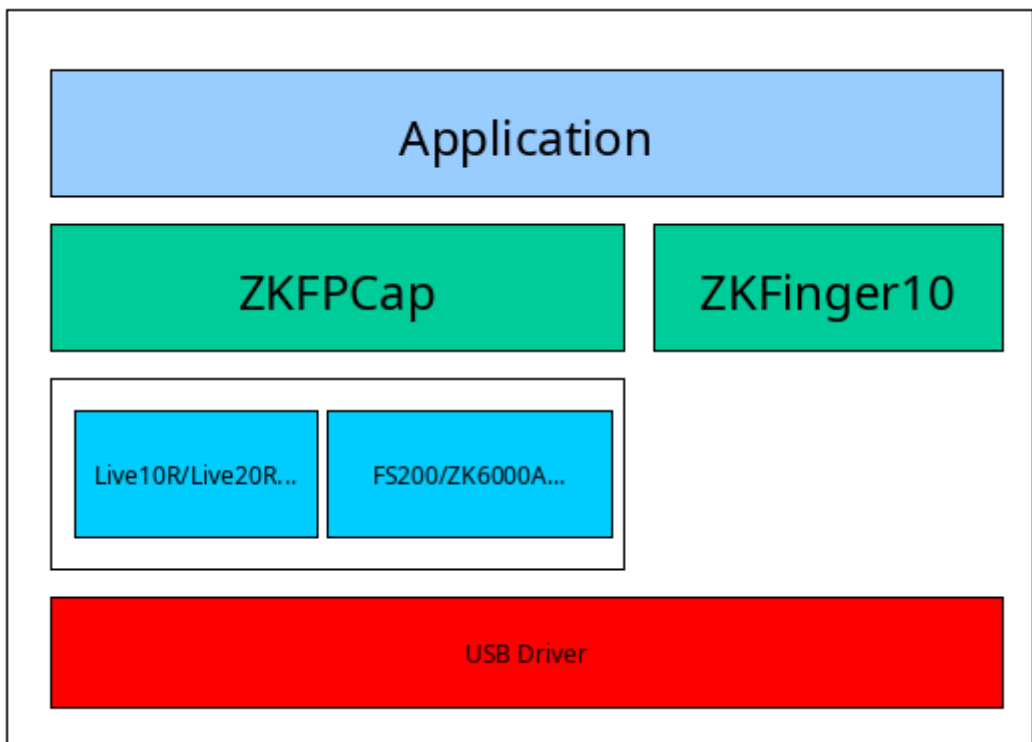 Application
ZKFPCap
ZKFinger10
Live10R/Live20R...
FS200/ZK6000A...
USB Driver